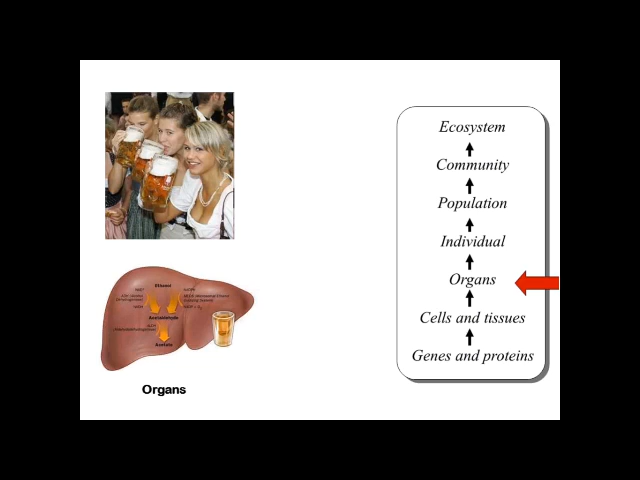 Ecosystem
Community
Population
Individual
Organs
Cells and tissues
Genes and proteins
Ethanol
Acetaldehyde
Acetate
Organs